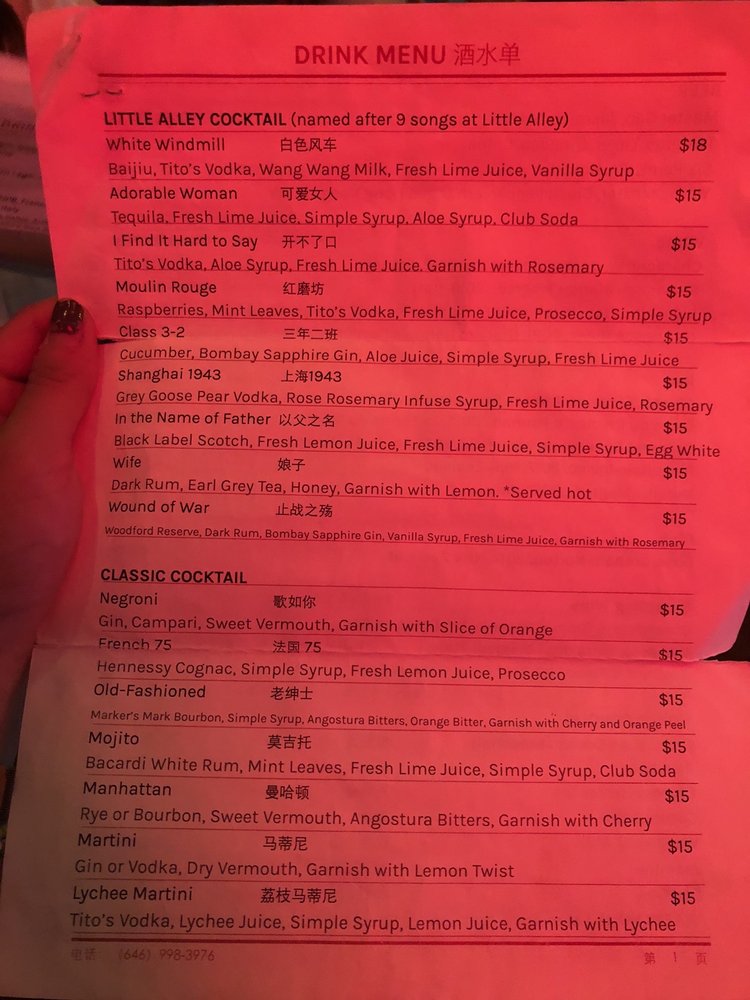 DRINK MENU 酒水单
LITTLE ALLEY COCKTAIL (named after 9 songs at Little Alley)
White Windmill 白色风车 $18
Baijiu, Tito's Vodka, Wang Wang Milk, Fresh Lime Juice, Vanilla Syrup
Adorable Woman 可爱女人 $15
Tequila, Fresh Lime Juice, Simple Syrup, Aloe Syrup, Club Soda
I Find It Hard to Say 开不了口 $15
Tito's Vodka, Aloe Syrup, Fresh Lime Juice. Garnish with Rosemary
Moulin Rouge 红磨坊 $15
Raspberries, Mint Leaves, Tito's Vodka, Fresh Lime Juice, Prosecco, Simple Syrup
Class 3-2 三年二班 $15
Cucumber, Bombay Sapphire Gin, Aloe Juice, Simple Syrup, Fresh Lime Juice
Shanghai 1943 上海1943 $15
Grey Goose Pear Vodka, Rose Rosemary Infuse Syrup, Fresh Lime Juice, Rosemary
In the Name of Father 以父之名 $15
Black Label Scotch, Fresh Lemon Juice, Fresh Lime Juice, Simple Syrup, Egg White
Wife 娘子 $15
Dark Rum, Earl Grey Tea, Honey, Garnish with Lemon. *Served hot
Wound of War 止战之殇 $15
Woodford Reserve, Dark Rum, Bombay Sapphire Gin, Vanilla Syrup, Fresh Lime Juice, Garnish with Rosemary
CLASSIC COCKTAIL
Negroni 歌如你 $15
Gin, Campari, Sweet Vermouth, Garnish with Slice of Orange
French 75 法国 75 $15
Hennessy Cognac, Simple Syrup, Fresh Lemon Juice, Prosecco
Old-Fashioned 老绅士 $15
Marker's Mark Bourbon, Simple Syrup, Angostura Bitters, Orange Bitter, Garnish with Cherry and Orange Peel
Mojito 莫吉托 $15
Bacardi White Rum, Mint Leaves, Fresh Lime Juice, Simple Syrup, Club Soda
Manhattan 曼哈顿 $15
Rye or Bourbon, Sweet Vermouth, Angostura Bitters, Garnish with Cherry
Martini 马蒂尼 $15
Gin or Vodka, Dry Vermouth, Garnish with Lemon Twist
Lychee Martini 荔枝马蒂尼 $15
Tito's Vodka, Lychee Juice, Simple Syrup, Lemon Juice, Garnish with Lychee
电话 (646) 998-3976 第 1 页